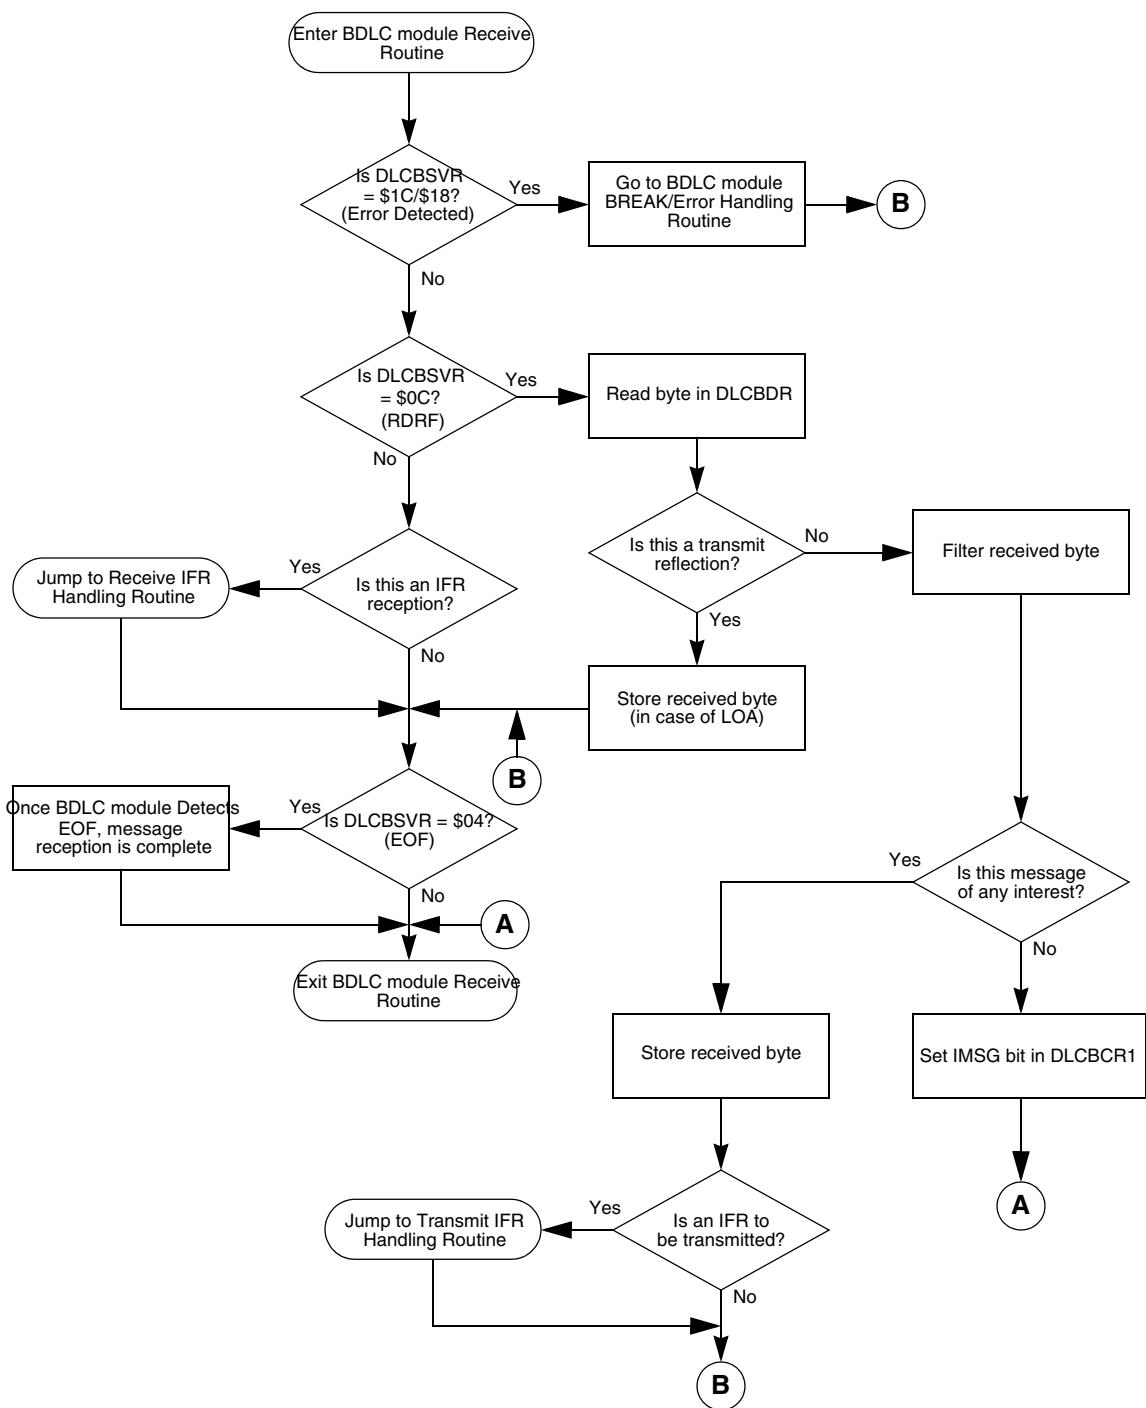 Enter BDLC module Receive
Routine
Is DLCBSVR
= $1C/$18?
(Error Detected)
Yes
Go to BDLC module
BREAK/Error Handling
Routine
B
No
Is DLCBSVR
= $0C?
(RDRF)
Yes
Read byte in DLCBDR
No
Is this a transmit
reflection?
No
Filter received byte
Yes
Jump to Receive IFR
Handling Routine
Yes
Is this an IFR
reception?
No
Store received byte
(in case of LOA)
B
Once BDLC module Detects
EOF, message
reception is complete
Yes
Is DLCBSVR = $04?
(EOF)
No
A
Exit BDLC module Receive
Routine
Yes
Is this message
of any interest?
No
Store received byte
Set IMSG bit in DLCBCR1
A
Jump to Transmit IFR
Handling Routine
Yes
Is an IFR to
be transmitted?
No
B